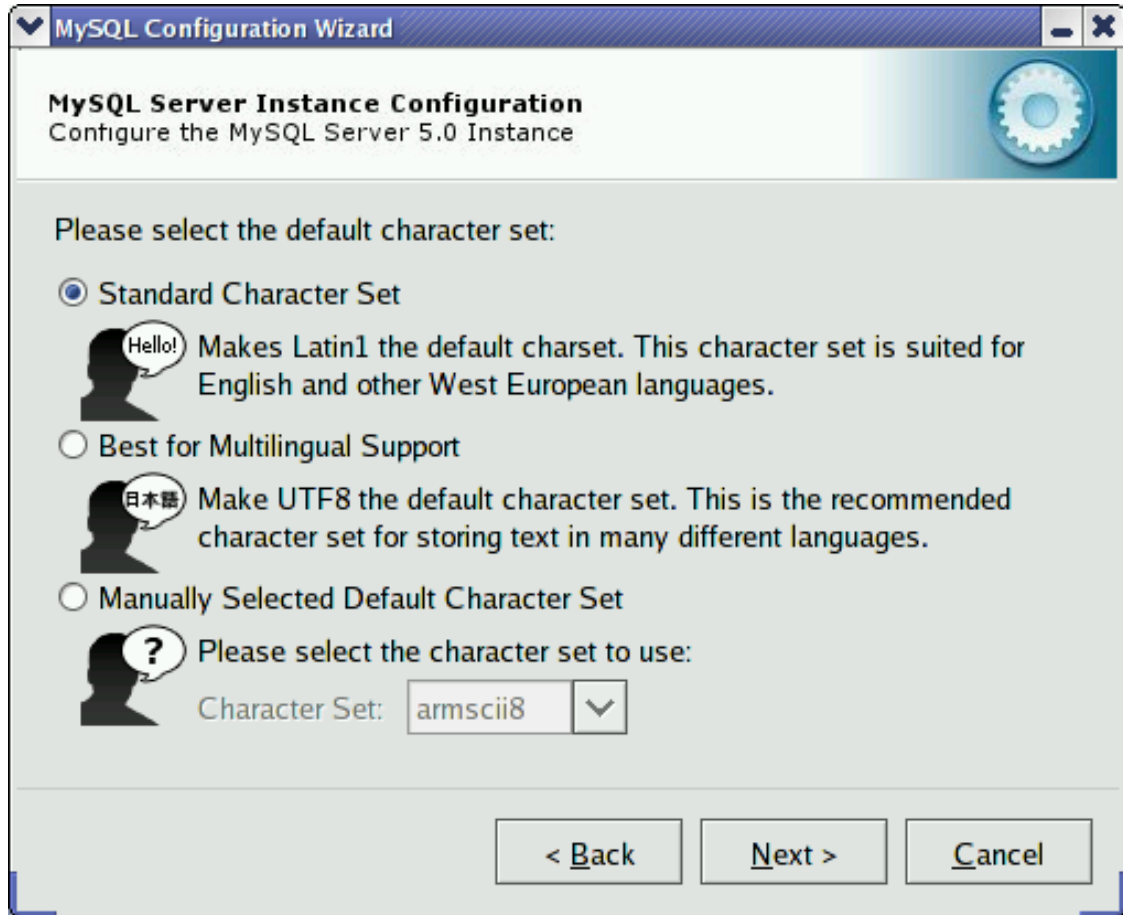 MySQL Configuration Wizard
MySQL Server Instance Configuration
Configure the MySQL Server 5.0 Instance
Please select the default character set:
Standard Character Set
Hello!
Makes Latin1 the default charset. This character set is suited for
English and other West European languages.
Best for Multilingual Support
日本語
Make UTF8 the default character set. This is the recommended
character set for storing text in many different languages.
Manually Selected Default Character Set
?
Please select the character set to use:
Character Set: armscii8
< Back Next > Cancel